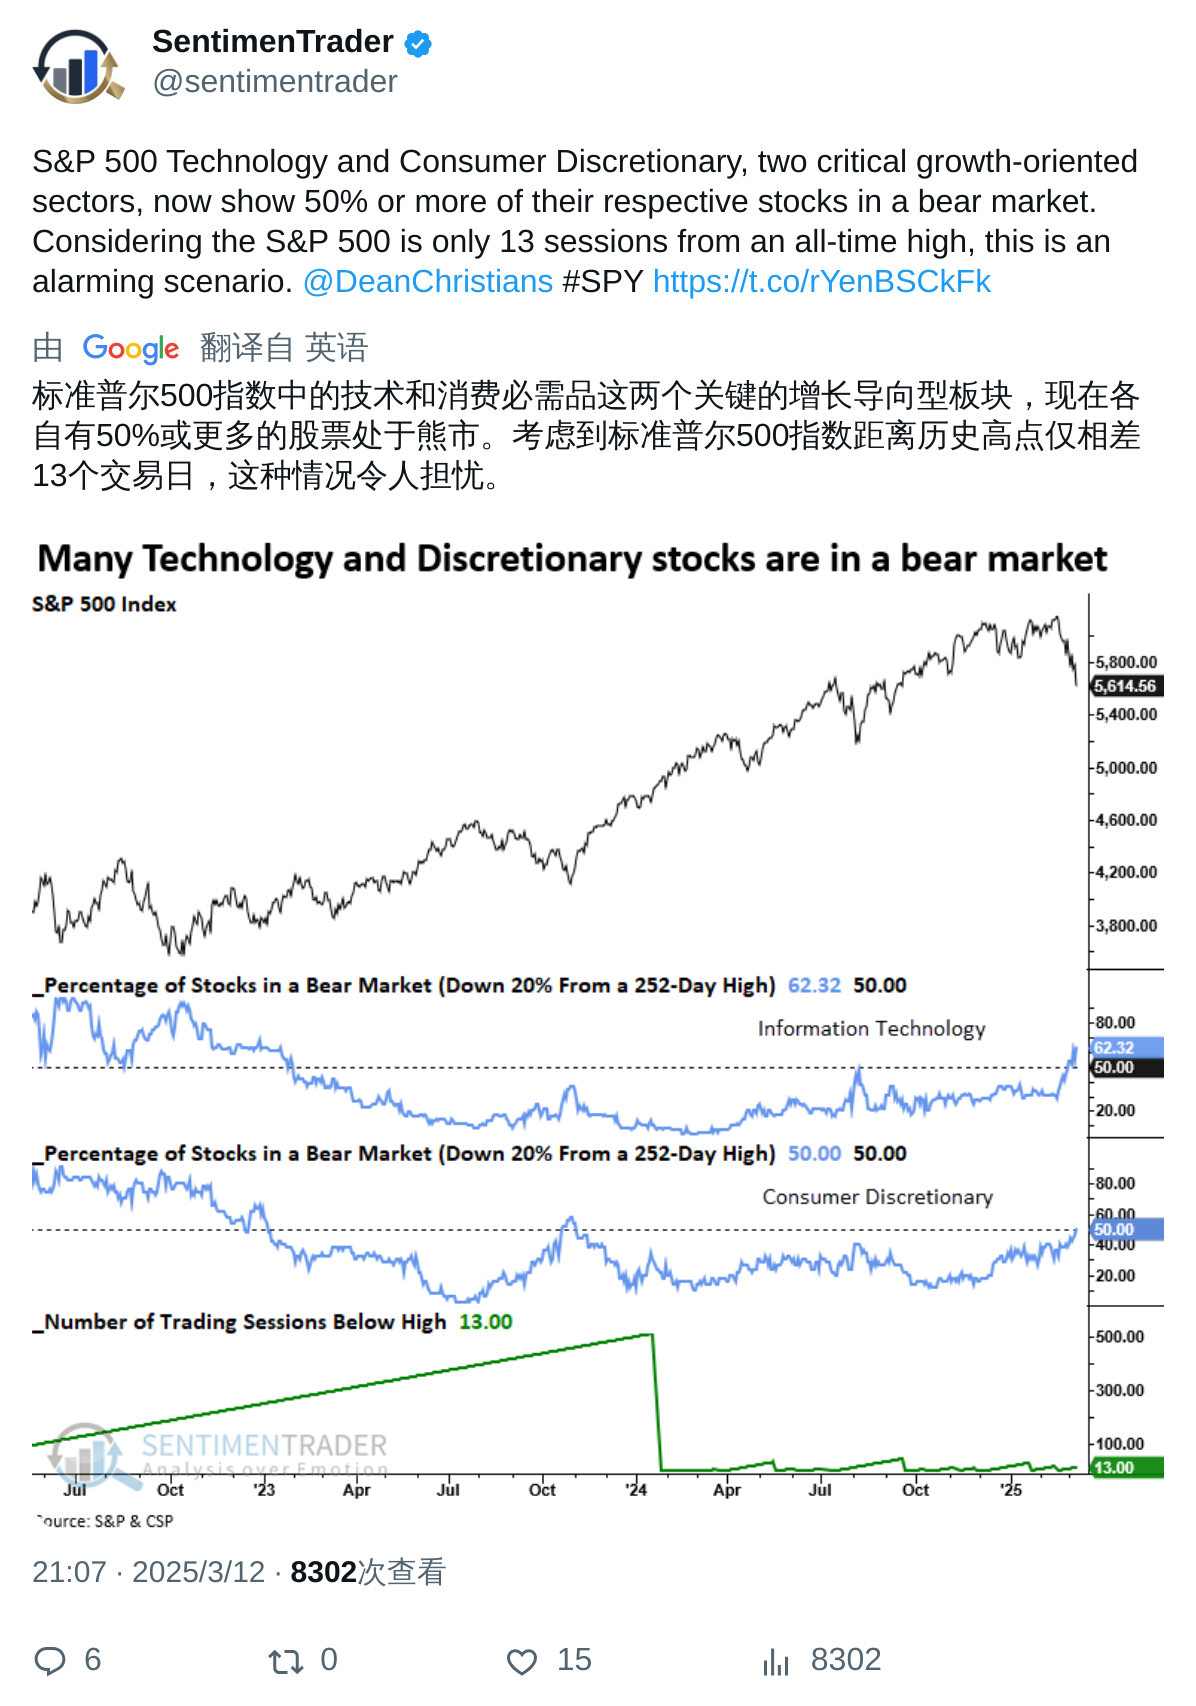 SentimenTrader
@sentimentrader
S&P 500 Technology and Consumer Discretionary, two critical growth-oriented
sectors, now show 50% or more of their respective stocks in a bear market.
Considering the S&P 500 is only 13 sessions from an all-time high, this is an
alarming scenario. @DeanChristians #SPY https://t.co/rYenBSCkFk
由 Google 翻译自 英语
标准普尔500指数中的技术和消费必需品这两个关键的增长导向型板块，现在各
自有50%或更多的股票处于熊市。考虑到标准普尔500指数距离历史高点仅相差
13个交易日，这种情况令人担忧。
Many Technology and Discretionary stocks are in a bear market
S&P 500 Index
5,800.00
5,614.56
5,400.00
5,000.00
4,600.00
4,200.00
3,800.00
_Percentage of Stocks in a Bear Market (Down 20% From a 252-Day High) 62.32 50.00
Information Technology
80.00
62.32
50.00
20.00
_Percentage of Stocks in a Bear Market (Down 20% From a 252-Day High) 50.00 50.00
Consumer Discretionary
80.00
60.00
50.00
40.00
20.00
_Number of Trading Sessions Below High 13.00
500.00
300.00
100.00
13.00
SENTIMENTRADER
Analysis over Emotion
Jul Oct '23 Apr Jul Oct '24 Apr Jul Oct '25
Source: S&P & CSP
21:07 · 2025/3/12 · 8302次查看
6 0 15 8302